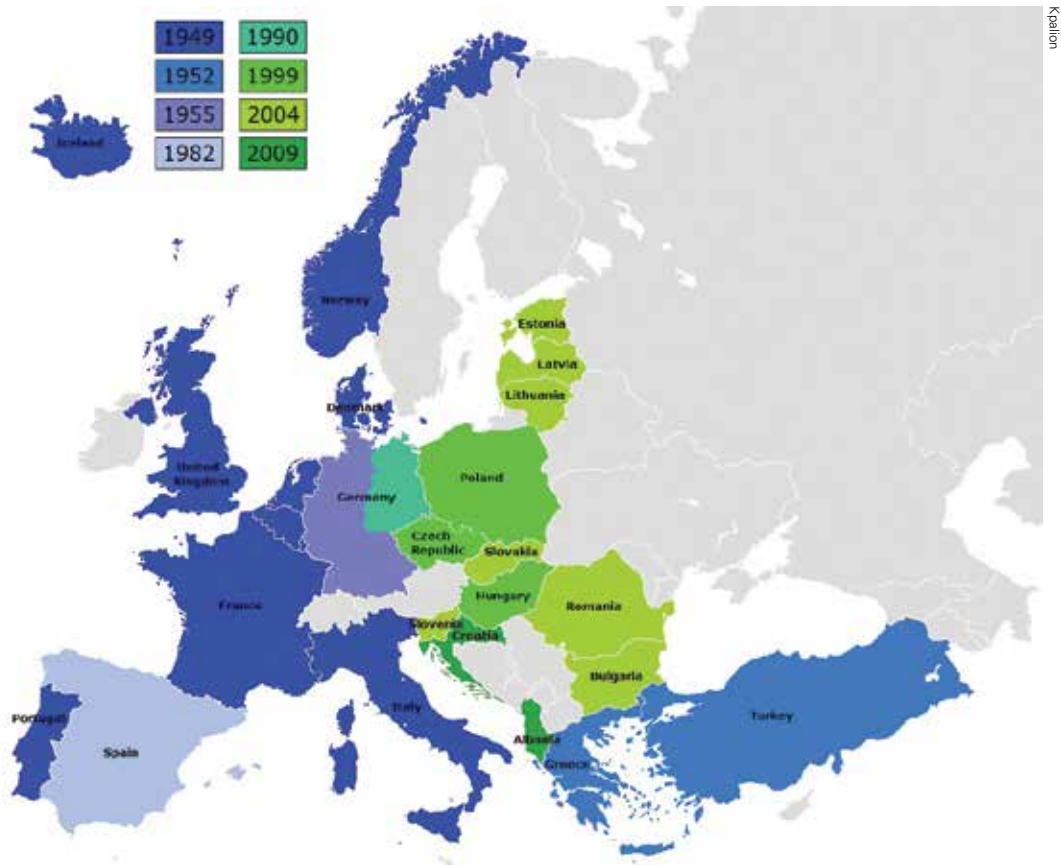 Kpalion
1949 1990
1952 1999
1955 2004
1982 2009
Iceland
Norway
Estonia
Latvia
Lithuania
Denmark
United
Kingdom
Germany
Poland
Czech
Republic
Slovakia
France
Hungary
Romania
Slovenia
Croatia
Bulgaria
Portugal
Italy
Spain
Albania
Greece
Turkey